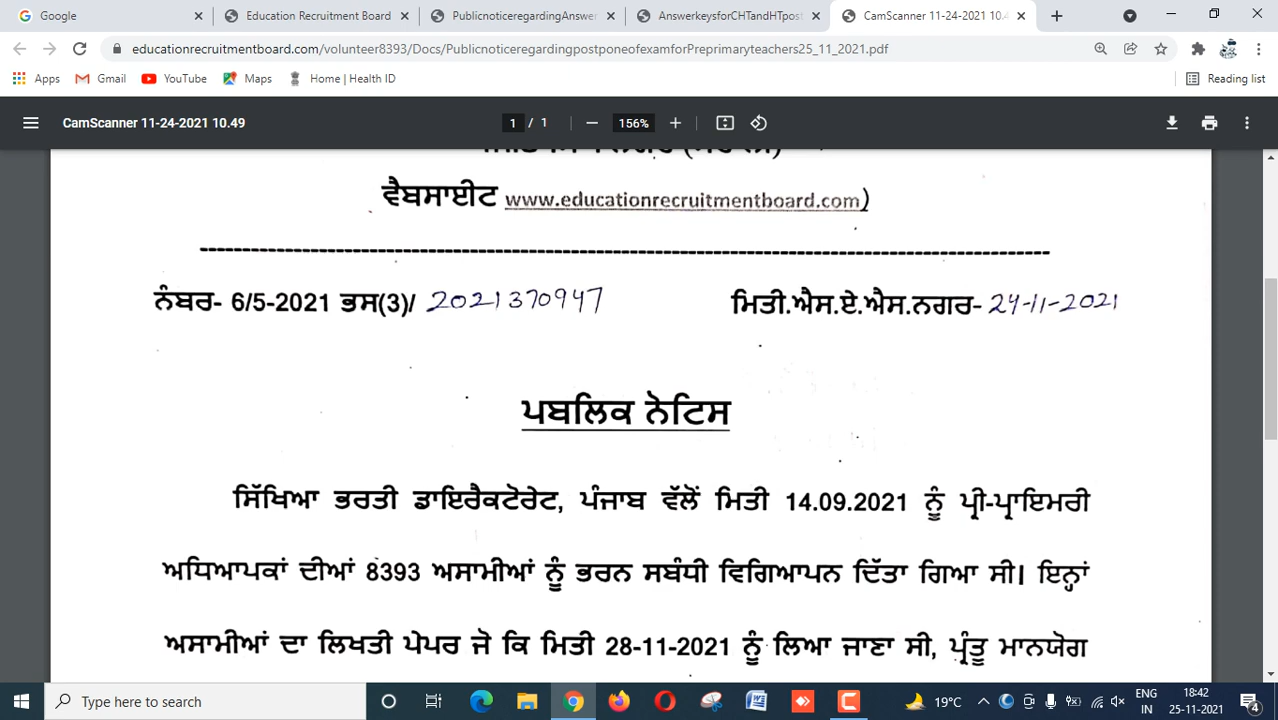 Google
Education Recruitment Board
PublicnoticeregardingAnswer
AnswerkeysforCHTandHTpost
CamScanner 11-24-2021 10.4
educationrecruitmentboard.com/volunteer8393/Docs/PublicnoticeregardingpostponeofexamforPreprimaryteachers25_11_2021.pdf
Apps Gmail YouTube Maps Home | Health ID Reading list
CamScanner 11-24-2021 10.49 1 / 1 156%
ਵੈਬਸਾਈਟ www.educationrecruitmentboard.com)
ਨੰਬਰ- 6/5-2021 ਭਸ(3)/ 2021370947 ਮਿਤੀ.ਐਸ.ਏ.ਐਸ.ਨਗਰ- 24-11-2021
ਪਬਲਿਕ ਨੋਟਿਸ
ਸਿੱਖਿਆ ਭਰਤੀ ਡਾਇਰੈਕਟੋਰੇਟ, ਪੰਜਾਬ ਵੱਲੋਂ ਮਿਤੀ 14.09.2021 ਨੂੰ ਪ੍ਰੀ-ਪ੍ਰਾਇਮਰੀ
ਅਧਿਆਪਕਾਂ ਦੀਆਂ 8393 ਅਸਾਮੀਆਂ ਨੂੰ ਭਰਨ ਸਬੰਧੀ ਵਿਗਿਆਪਨ ਦਿੱਤਾ ਗਿਆ ਸੀ। ਇਨ੍ਹਾਂ
ਅਸਾਮੀਆਂ ਦਾ ਲਿਖਤੀ ਪੇਪਰ ਜੋ ਕਿ ਮਿਤੀ 28-11-2021 ਨੂੰ ਲਿਆ ਜਾਣਾ ਸੀ, ਪ੍ਰੰਤੂ ਮਾਨਯੋਗ
Type here to search 19°C ENG 18:42
IN 25-11-2021 4